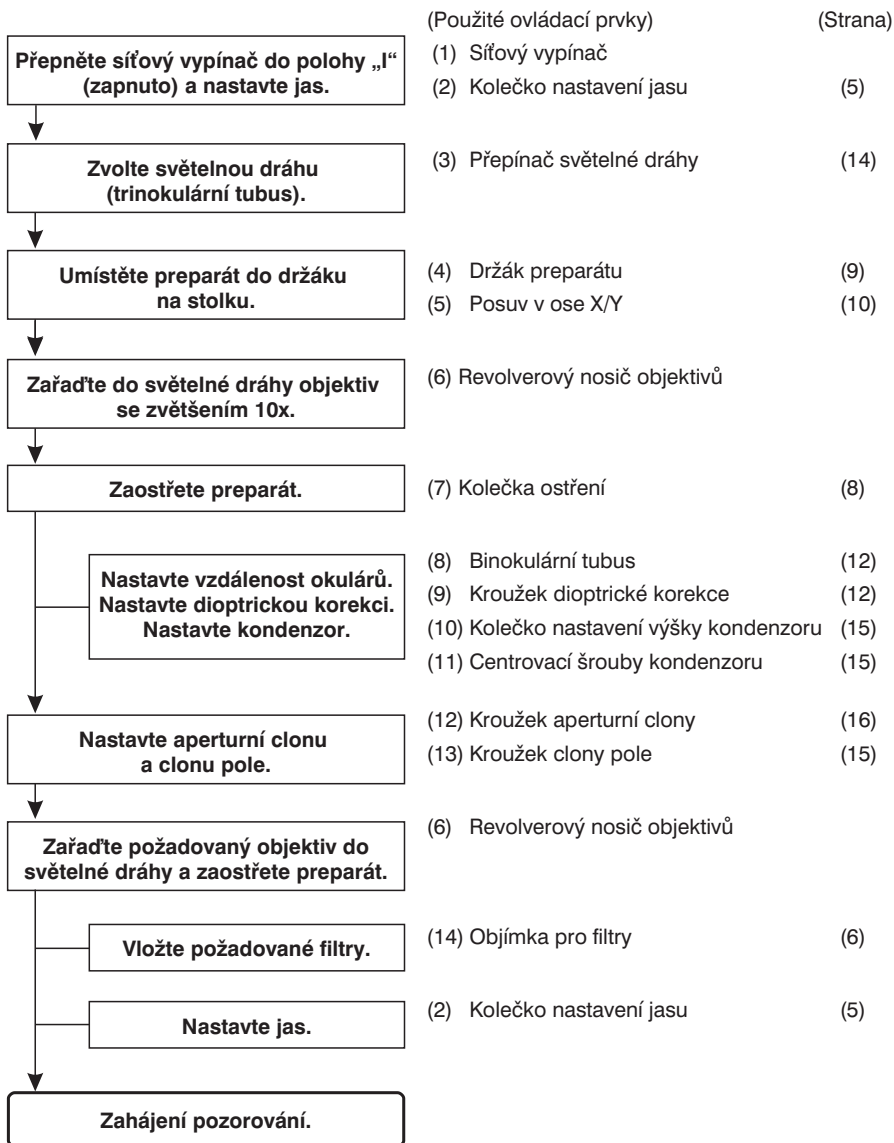 (Použité ovládací prvky) (Strana)
Přepněte síťový vypínač do polohy „I“
(zapnuto) a nastavte jas.
(1) Síťový vypínač
(2) Kolečko nastavení jasu (5)
Zvolte světelnou dráhu
(trinokulární tubus).
(3) Přepínač světelné dráhy (14)
Umístěte preparát do držáku
na stolku.
(4) Držák preparátu (9)
(5) Posuv v ose X/Y (10)
Zařaďte do světelné dráhy objektiv
se zvětšením 10x.
(6) Revolverový nosič objektivů
Zaostřete preparát.
(7) Kolečka ostření (8)
Nastavte vzdálenost okulárů.
Nastavte dioptrickou korekci.
Nastavte kondenzor.
(8) Binokulární tubus (12)
(9) Kroužek dioptrické korekce (12)
(10) Kolečko nastavení výšky kondenzoru (15)
(11) Centrovací šrouby kondenzoru (15)
Nastavte aperturní clonu
a clonu pole.
(12) Kroužek aperturní clony (16)
(13) Kroužek clony pole (15)
Zařaďte požadovaný objektiv do
světelné dráhy a zaostřete preparát.
(6) Revolverový nosič objektivů
Vložte požadované filtry.
(14) Objímka pro filtry (6)
Nastavte jas.
(2) Kolečko nastavení jasu (5)
Zahájení pozorování.